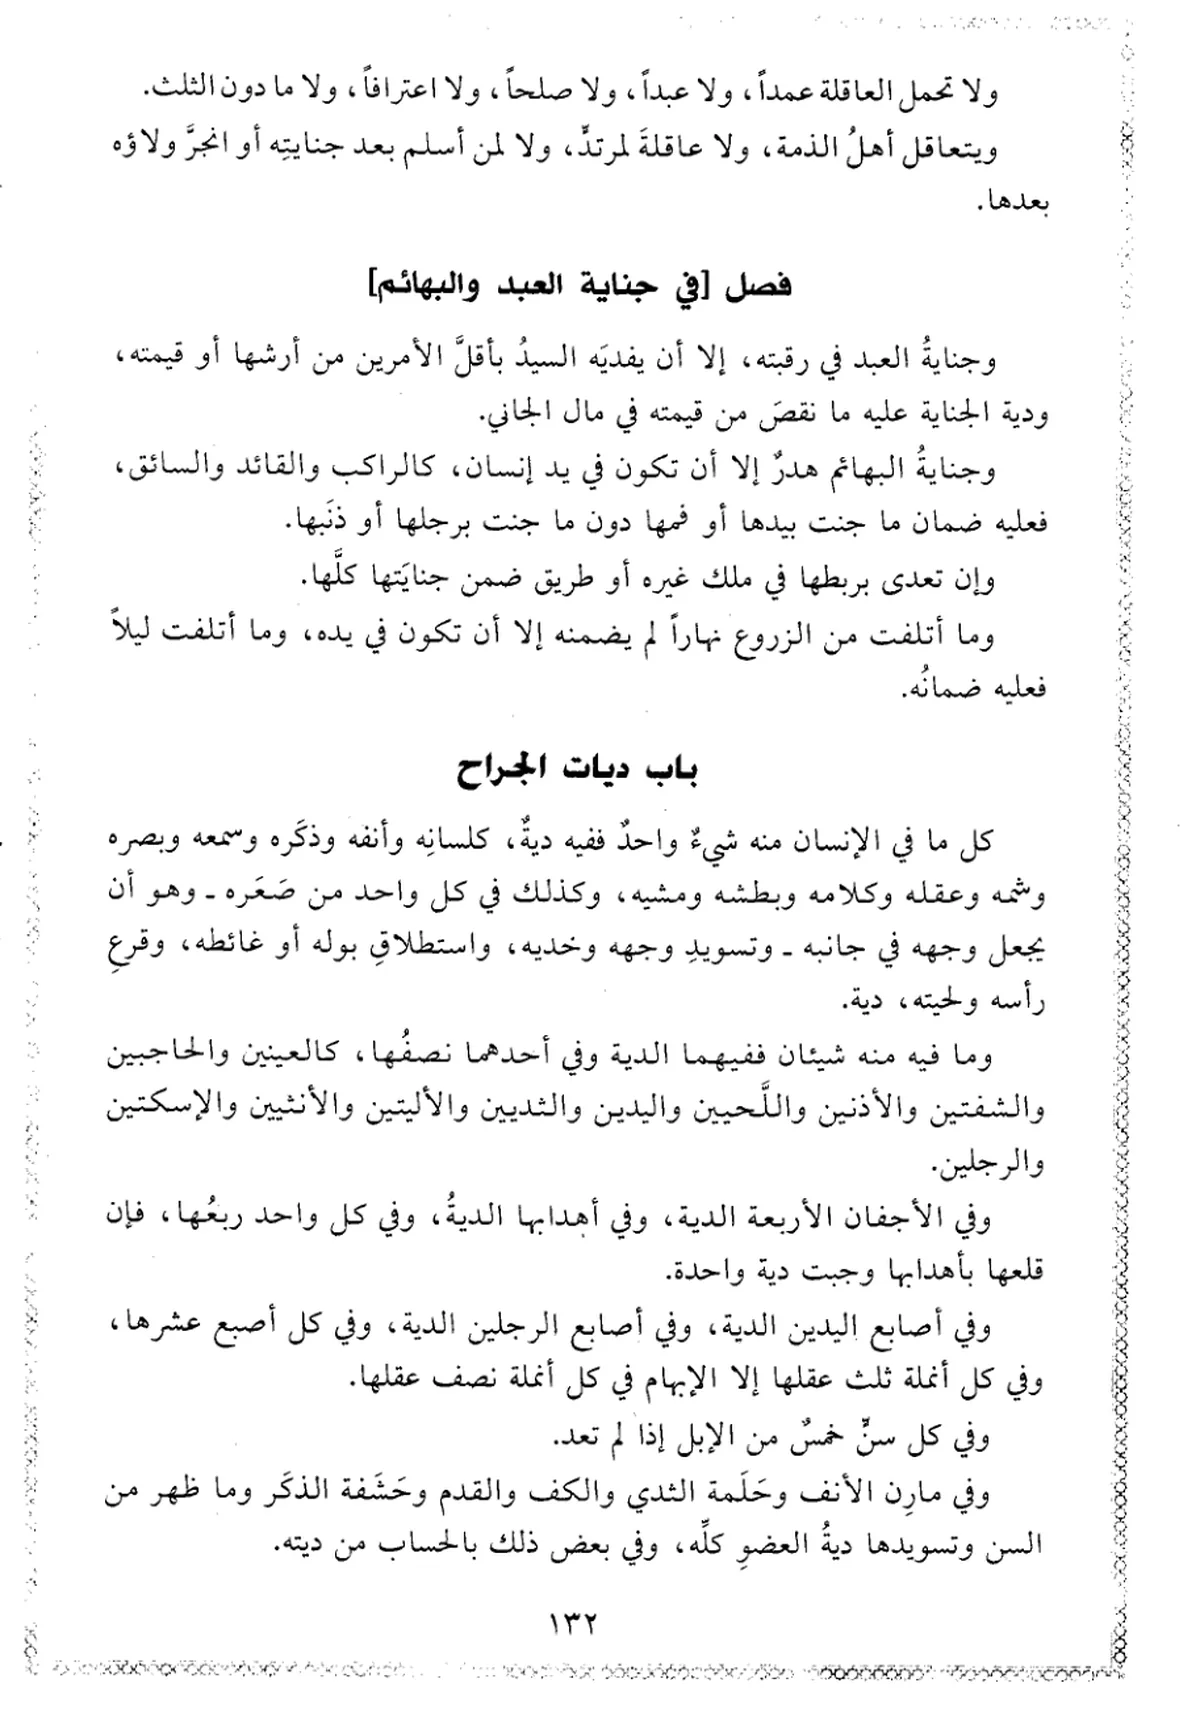 ولا تحمل العاقلة عمداً، ولا عبداً، ولا صلحاً، ولا اعترافاً، ولا ما دون الثلث.
ويتعاقل أهلُ الذمة، ولا عاقلةَ لمرتدٍّ، ولا لمن أسلم بعد جنايتِه أو انجرَّ ولاؤه
بعدها.
فصل [في جناية العبد والبهائم]
وجنايةُ العبد في رقبته، إلا أن يفديَه السيدُ بأقلَّ الأمرين من أرشها أو قيمته،
ودية الجناية عليه ما نقصَ من قيمته في مال الجاني.
وجنايةُ البهائم هدرٌ إلا أن تكون في يد إنسان، كالراكب والقائد والسائق،
فعليه ضمان ما جنت بيدها أو فمها دون ما جنت برجلها أو ذنَبها.
وإن تعدى بربطها في ملك غيره أو طريق ضمن جنايَتها كلَّها.
وما أتلفت من الزروع نهاراً لم يضمنه إلا أن تكون في يده، وما أتلفت ليلاً
فعليه ضمانُه.
باب ديات الجراح
كل ما في الإنسان منه شيءٌ واحدٌ ففيه ديةٌ، كلسانِه وأنفه وذكَره وسمعه وبصره
وشمه وعقله وكلامه وبطشه ومشيه، وكذلك في كل واحد من صَعَره ـ وهو أن
يجعل وجهه في جانبه ـ وتسويدِ وجهه وخديه، واستطلاقِ بوله أو غائطه، وقرعِ
رأسه ولحيته، دية.
وما فيه منه شيئان ففيهما الدية وفي أحدهما نصفُها، كالعينين والحاجبين
والشفتين والأذنين واللَّحيين واليدين والثديين والأليتين والأنثيين والإسكتين
والرجلين.
وفي الأجفان الأربعة الدية، وفي أهدابها الديةُ، وفي كل واحد ربعُها، فإن
قلعها بأهدابها وجبت دية واحدة.
وفي أصابع اليدين الدية، وفي أصابع الرجلين الدية، وفي كل أصبع عشرها،
وفي كل أنملة ثلث عقلها إلا الإبهام في كل أنملة نصف عقلها.
وفي كل سنٍّ خمسٌ من الإبل إذا لم تعد.
وفي مارِن الأنف وحَلَمة الثدي والكف والقدم وحَشَفة الذكَر وما ظهر من
السن وتسويدها ديةُ العضوِ كلِّه، وفي بعض ذلك بالحساب من ديته.
١٣٢